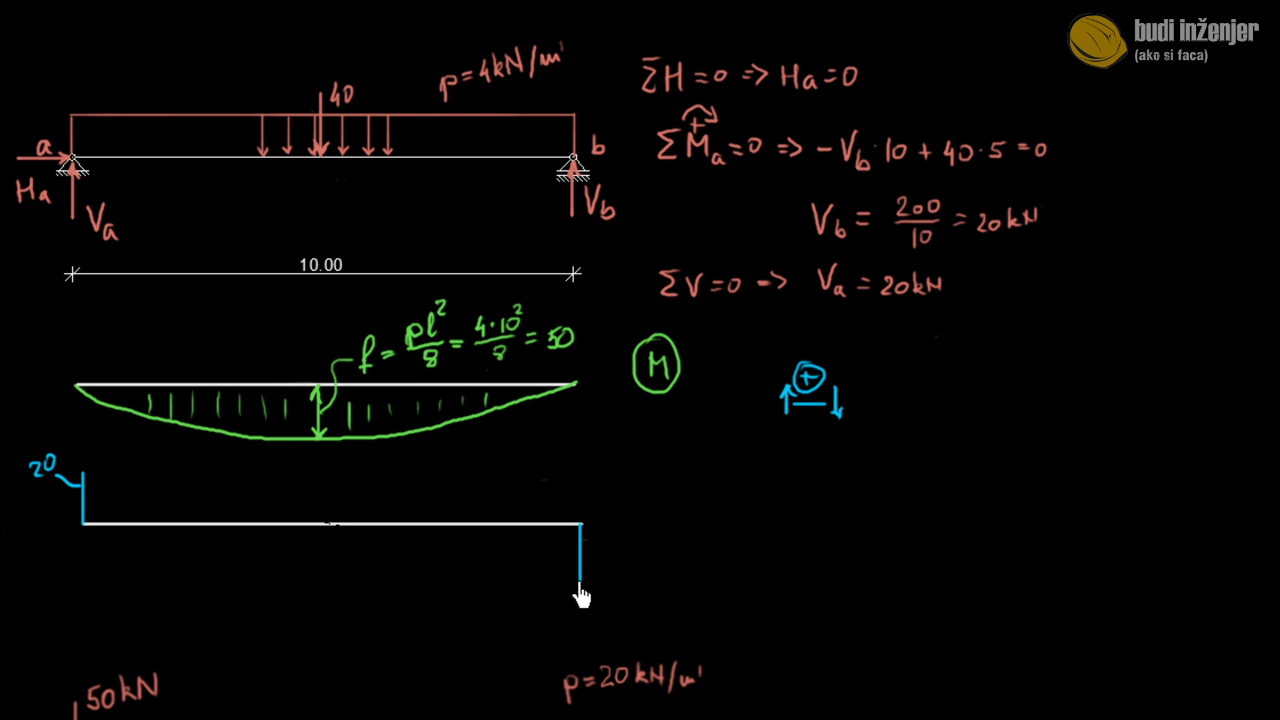 budi inženjer
(ako si faca)
p=4kN/m'
40
a
b
Ha
Va
Vb
10.00
ΣH=0 => Ha=0
ΣMa=0 => -Vb·10 + 40·5 = 0
Vb = 200/10 = 20kN
ΣV=0 => Va = 20kN
f = pl²/8 = 4·10²/8 = 50
M
+
20
50kN
p=20kN/m'